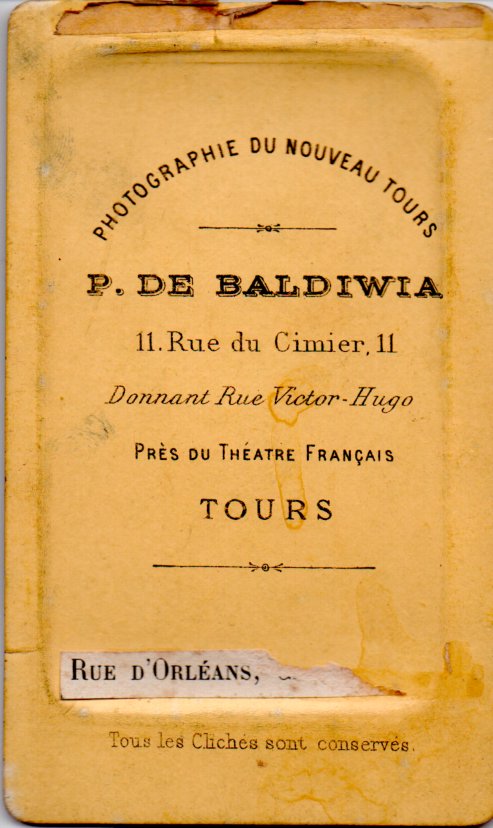 PHOTOGRAPHIE DU NOUVEAU TOURS
P. DE BALDIWIA
11. Rue du Cimier, 11
Donnant Rue Victor-Hugo
PRÈS DU THÉATRE FRANÇAIS
TOURS
RUE D'ORLÉANS,
Tous les Clichés sont conservés.